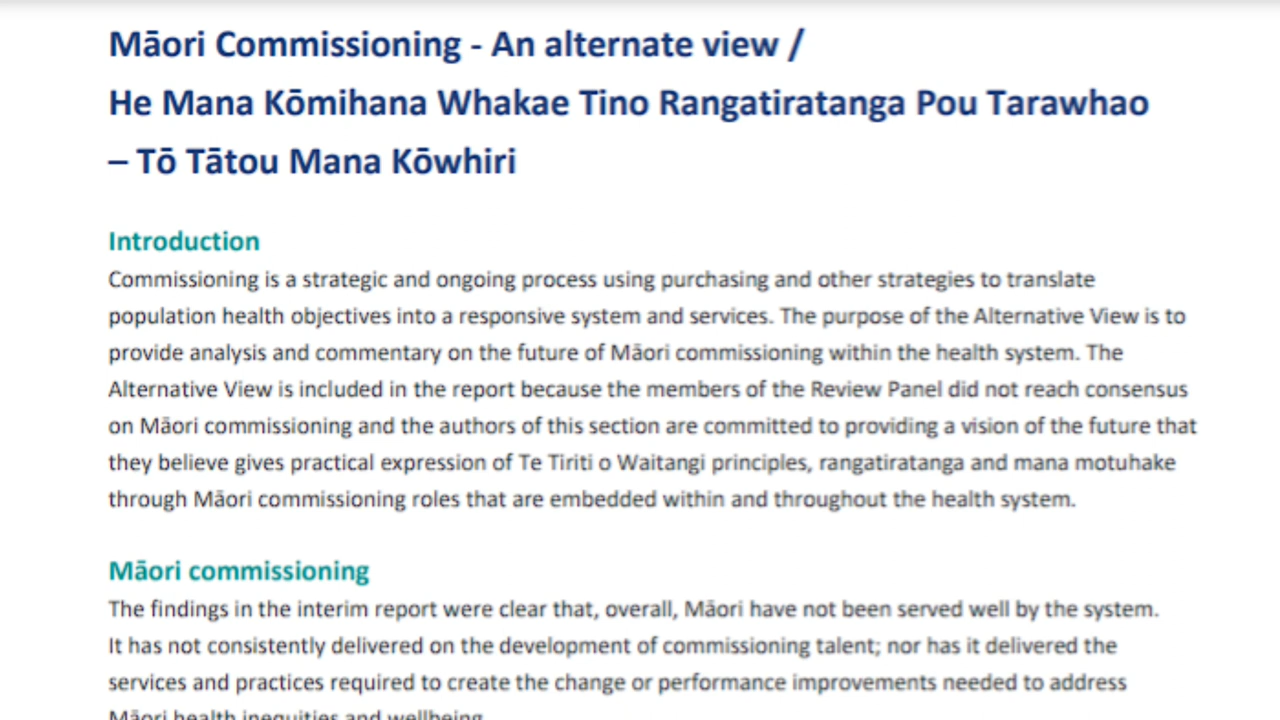 Māori Commissioning - An alternate view /
He Mana Kōmihana Whakae Tino Rangatiratanga Pou Tarawhao
– Tō Tātou Mana Kōwhiri
Introduction
Commissioning is a strategic and ongoing process using purchasing and other strategies to translate
population health objectives into a responsive system and services. The purpose of the Alternative View is to
provide analysis and commentary on the future of Māori commissioning within the health system. The
Alternative View is included in the report because the members of the Review Panel did not reach consensus
on Māori commissioning and the authors of this section are committed to providing a vision of the future that
they believe gives practical expression of Te Tiriti o Waitangi principles, rangatiratanga and mana motuhake
through Māori commissioning roles that are embedded within and throughout the health system.
Māori commissioning
The findings in the interim report were clear that, overall, Māori have not been served well by the system.
It has not consistently delivered on the development of commissioning talent; nor has it delivered the
services and practices required to create the change or performance improvements needed to address
Māori health inequities and wellbeing.